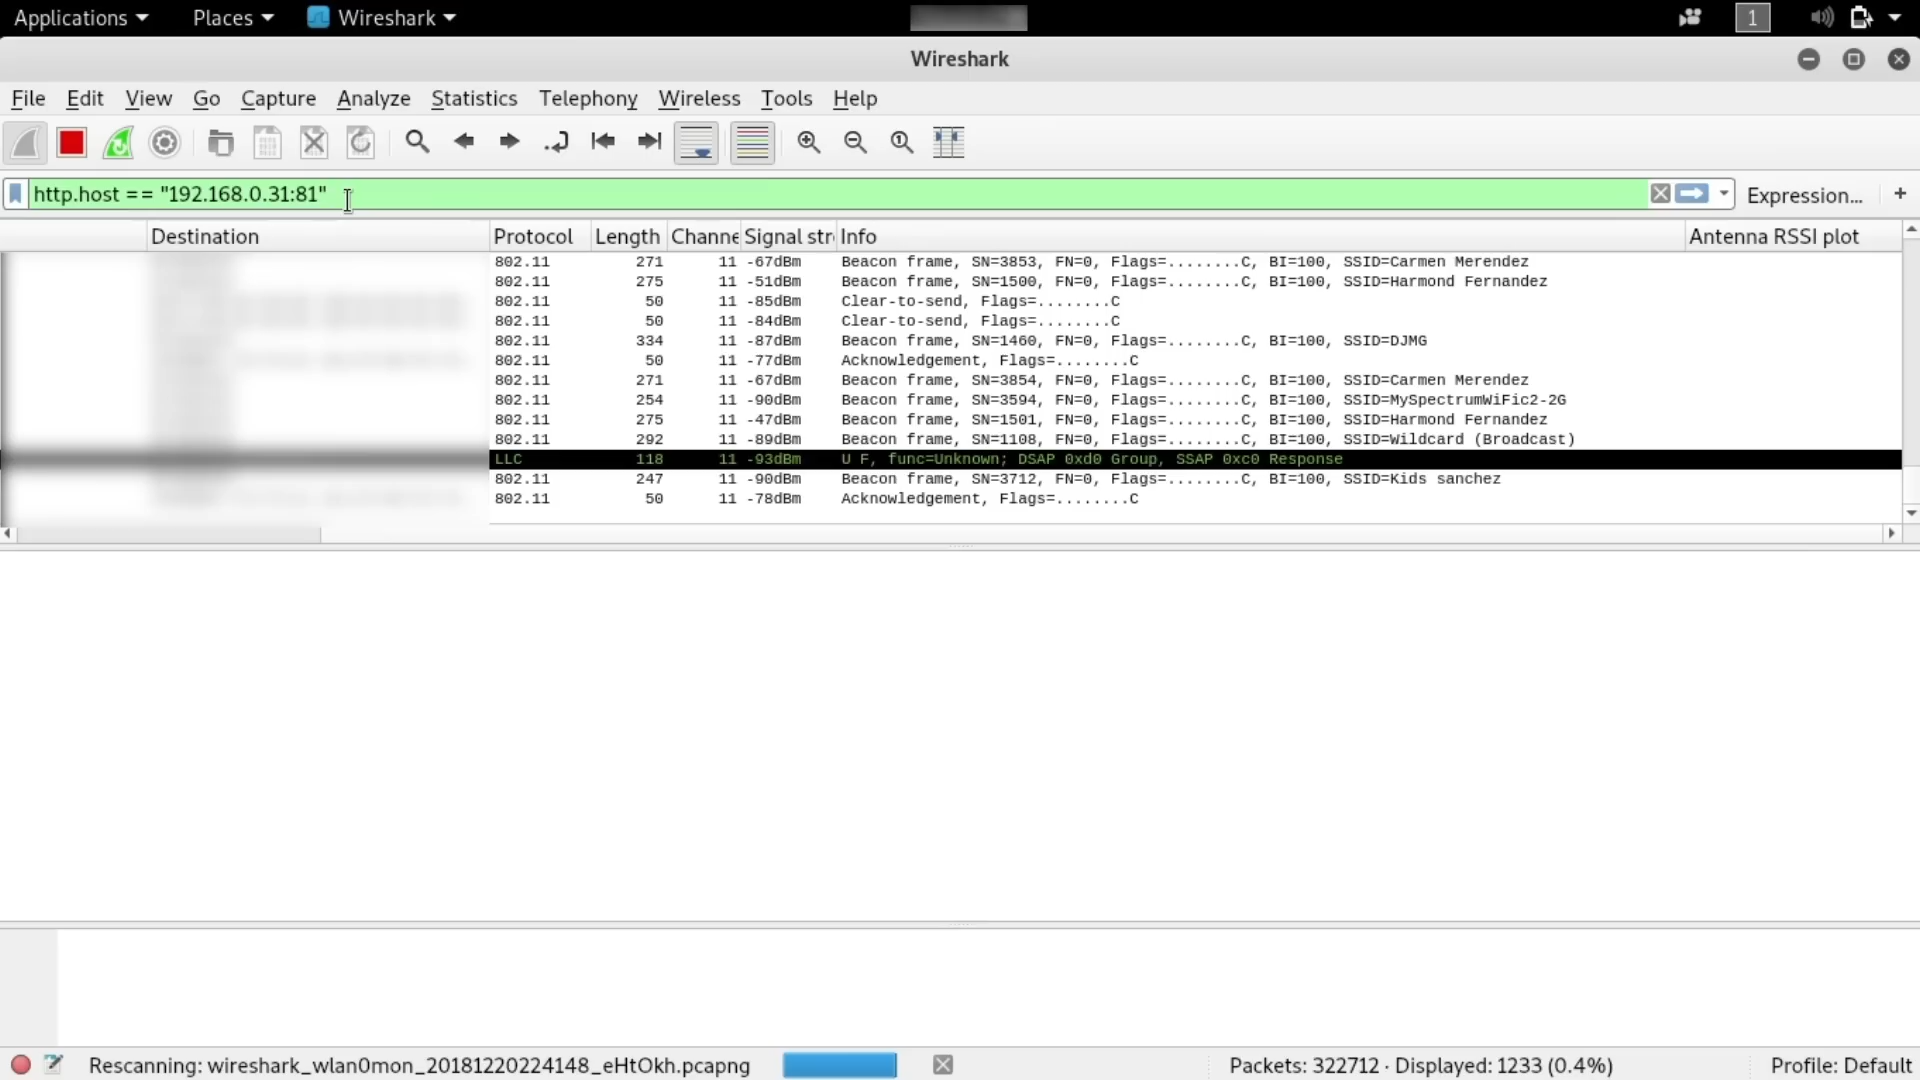 Applications Places Wireshark 1
Wireshark
File Edit View Go Capture Analyze Statistics Telephony Wireless Tools Help
http.host == "192.168.0.31:81" Expression... +
Destination Protocol Length Channe Signal str Info Antenna RSSI plot
802.11 271 11 -67dBm Beacon frame, SN=3853, FN=0, Flags=........C, BI=100, SSID=Carmen Merendez
802.11 275 11 -51dBm Beacon frame, SN=1500, FN=0, Flags=........C, BI=100, SSID=Harmond Fernandez
802.11 50 11 -85dBm Clear-to-send, Flags=........C
802.11 50 11 -84dBm Clear-to-send, Flags=........C
802.11 334 11 -87dBm Beacon frame, SN=1460, FN=0, Flags=........C, BI=100, SSID=DJMG
802.11 50 11 -77dBm Acknowledgement, Flags=........C
802.11 271 11 -67dBm Beacon frame, SN=3854, FN=0, Flags=........C, BI=100, SSID=Carmen Merendez
802.11 254 11 -90dBm Beacon frame, SN=3594, FN=0, Flags=........C, BI=100, SSID=MySpectrumWiFic2-2G
802.11 275 11 -47dBm Beacon frame, SN=1501, FN=0, Flags=........C, BI=100, SSID=Harmond Fernandez
802.11 292 11 -89dBm Beacon frame, SN=1108, FN=0, Flags=........C, BI=100, SSID=Wildcard (Broadcast)
LLC 118 11 -93dBm U F, func=Unknown; DSAP 0xd0 Group, SSAP 0xc0 Response
802.11 247 11 -90dBm Beacon frame, SN=3712, FN=0, Flags=........C, BI=100, SSID=Kids sanchez
802.11 50 11 -78dBm Acknowledgement, Flags=........C
Rescanning: wireshark_wlan0mon_20181220224148_eHtOkh.pcapng Packets: 322712 · Displayed: 1233 (0.4%) Profile: Default